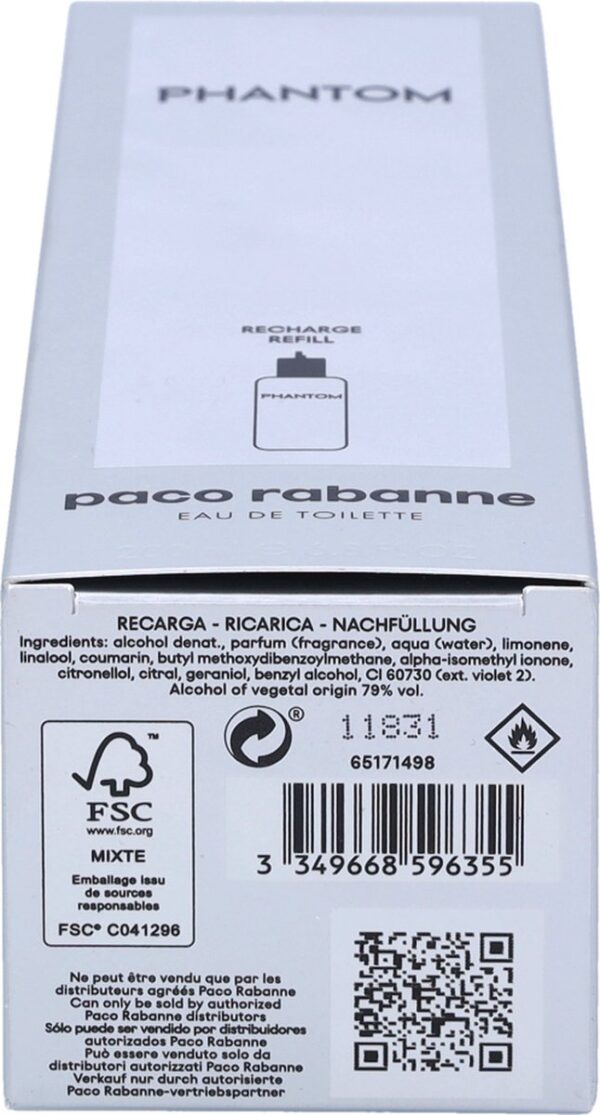 PHANTOM
RECHARGE
REFILL
PHANTOM
paco rabanne
EAU DE TOILETTE
RECARGA - RICARICA - NACHFÜLLUNG
Ingredients: alcohol denat., parfum (fragrance), aqua (water), limonene,
linalool, coumarin, butyl methoxydibenzoylmethane, alpha-isomethyl ionone,
citronellol, citral, geraniol, benzyl alcohol, CI 60730 (ext. violet 2).
Alcohol of vegetal origin 79% vol.
®
11831
65171498
™
FSC
www.fsc.org
MIXTE
Emballage issu
de sources
responsables
FSC® C041296
3 349668 596355
Ne peut être vendu que par les
distributeurs agréés Paco Rabanne
Can only be sold by authorized
Paco Rabanne distributors
Sólo puede ser vendido por distribuidores
autorizados Paco Rabanne
Può essere venduto solo da
distributori autorizzati Paco Rabanne
Verkauf nur durch autorisierte
Paco Rabanne-vertriebspartner